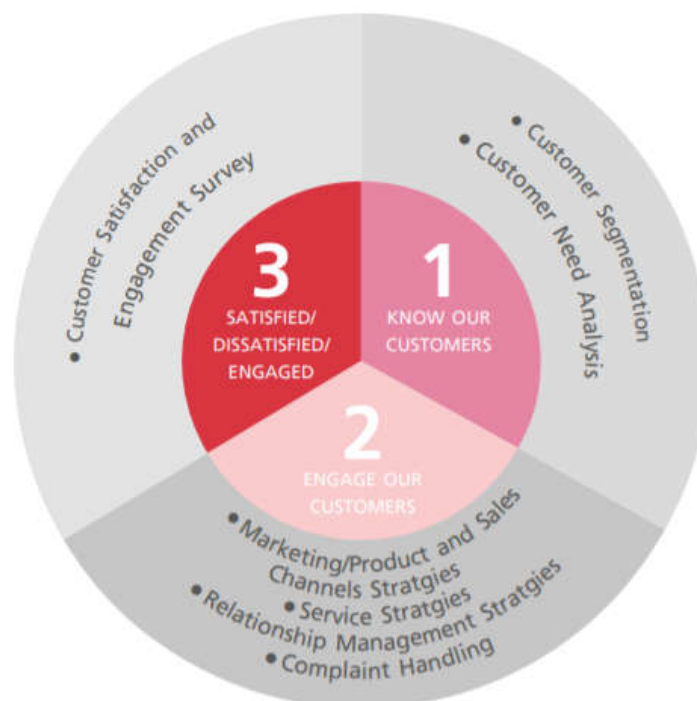 1
KNOW OUR
CUSTOMERS
• Customer Segmentation
• Customer Need Analysis
2
ENGAGE OUR
CUSTOMERS
• Marketing/Product and Sales
Channels Stratgies
• Service Stratgies
• Relationship Management Stratgies
• Complaint Handling
3
SATISFIED/
DISSATISFIED/
ENGAGED
• Customer Satisfaction and
Engagement Survey